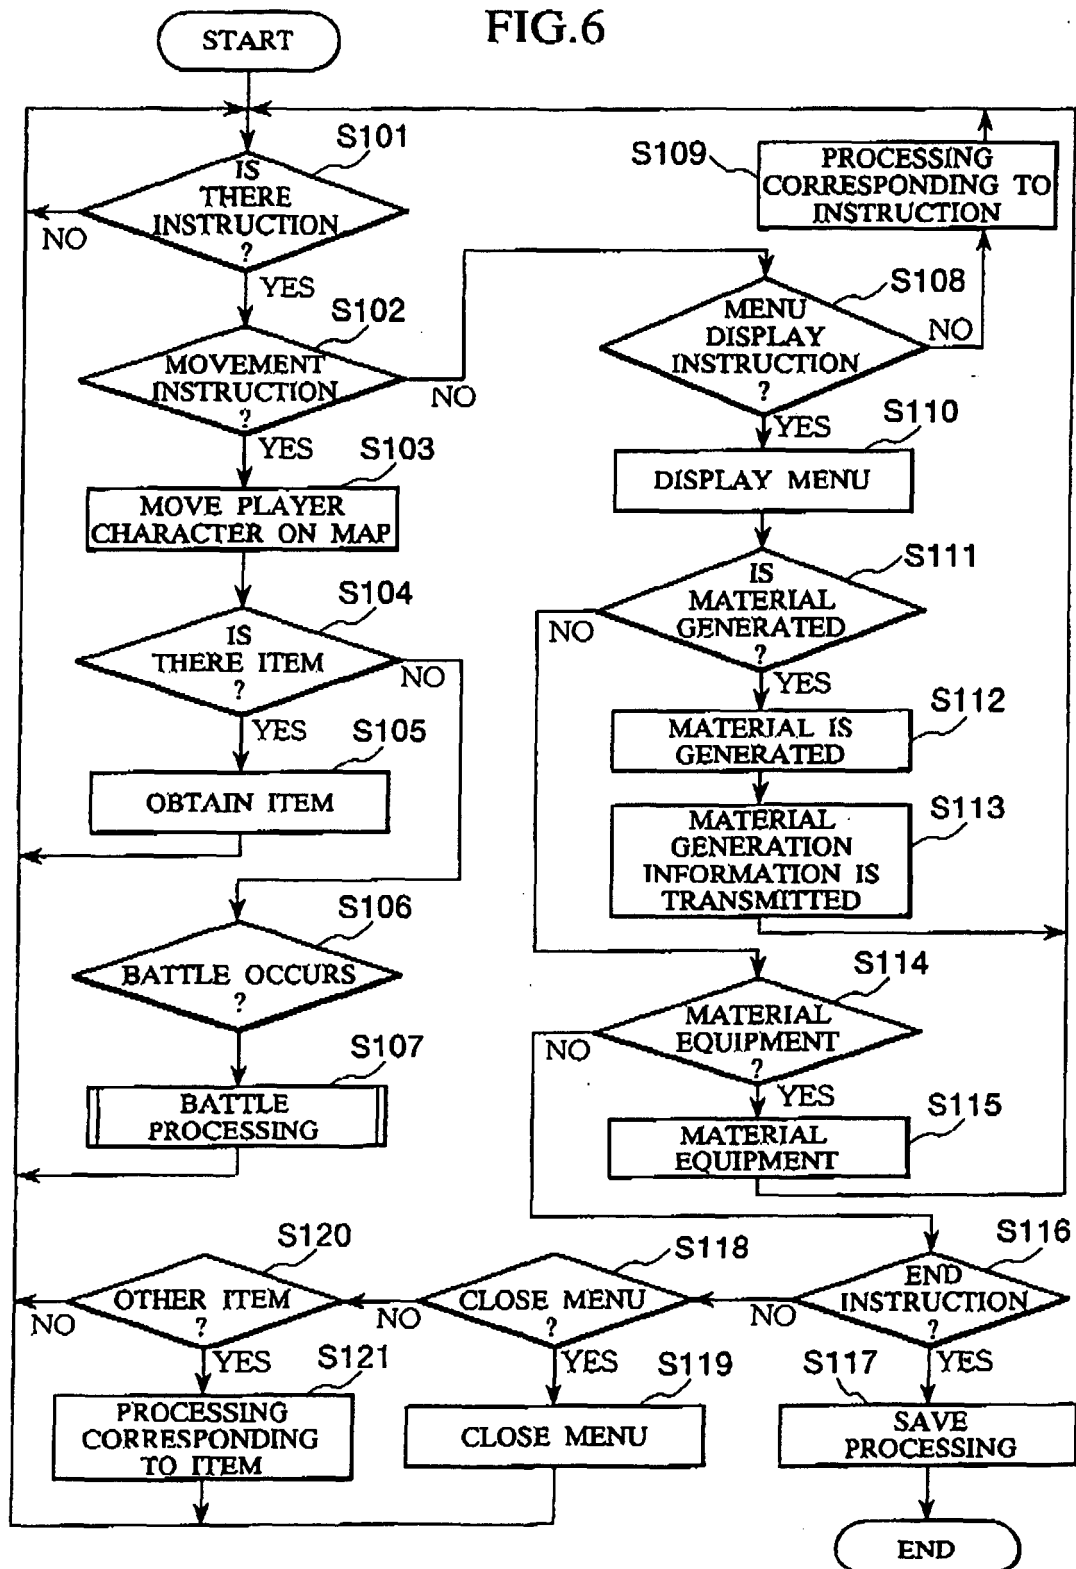 FIG.6
START
S101
IS
THERE
INSTRUCTION
?
NO
YES
S102
MOVEMENT
INSTRUCTION
?
NO
YES
S103
MOVE PLAYER
CHARACTER ON MAP
S104
IS
THERE ITEM
?
NO
YES
S105
OBTAIN ITEM
S106
BATTLE OCCURS
?
S107
BATTLE
PROCESSING
S109
PROCESSING
CORRESPONDING TO
INSTRUCTION
S108
MENU
DISPLAY
INSTRUCTION
?
NO
YES
S110
DISPLAY MENU
S111
IS
MATERIAL
GENERATED
?
NO
YES
S112
MATERIAL IS
GENERATED
S113
MATERIAL
GENERATION
INFORMATION IS
TRANSMITTED
S114
MATERIAL
EQUIPMENT
?
NO
YES
S115
MATERIAL
EQUIPMENT
S116
END
INSTRUCTION
?
NO
YES
S117
SAVE
PROCESSING
END
S118
CLOSE MENU
?
NO
YES
S119
CLOSE MENU
S120
OTHER ITEM
?
NO
YES
S121
PROCESSING
CORRESPONDING
TO ITEM